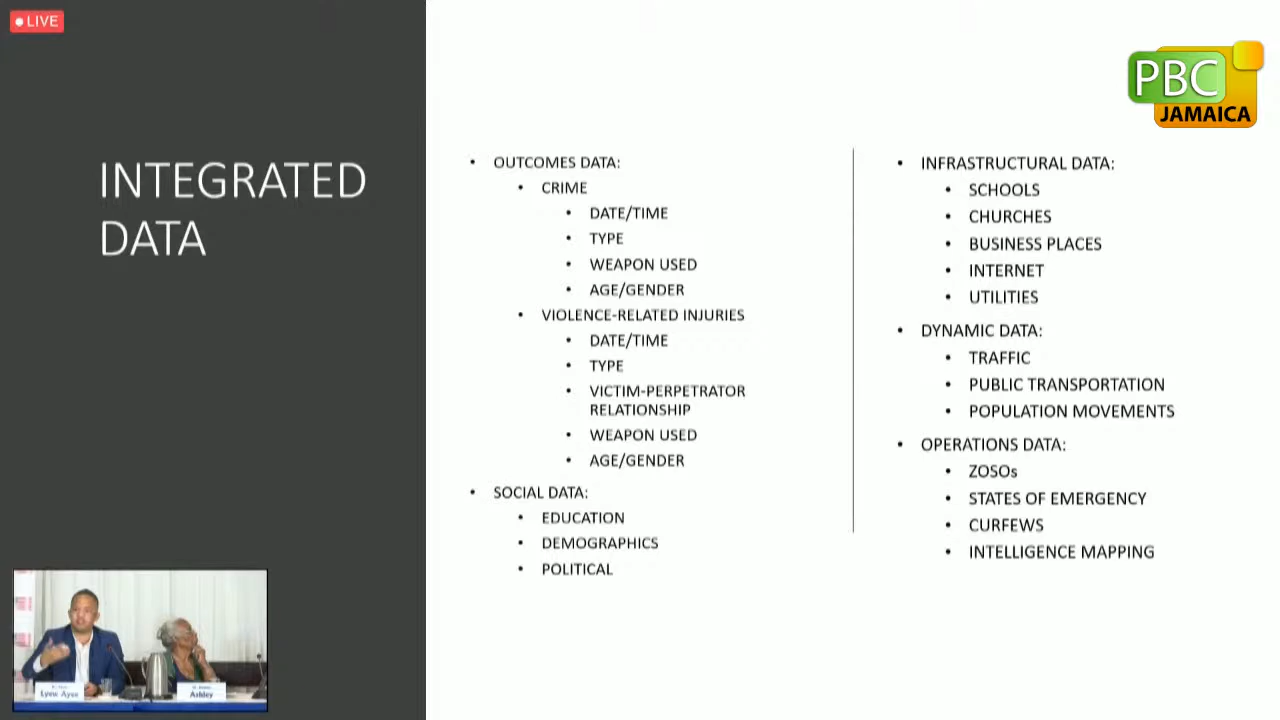 LIVE
PBC
JAMAICA
INTEGRATED
DATA
• OUTCOMES DATA:
• CRIME
• DATE/TIME
• TYPE
• WEAPON USED
• AGE/GENDER
• VIOLENCE-RELATED INJURIES
• DATE/TIME
• TYPE
• VICTIM-PERPETRATOR
RELATIONSHIP
• WEAPON USED
• AGE/GENDER
• SOCIAL DATA:
• EDUCATION
• DEMOGRAPHICS
• POLITICAL
• INFRASTRUCTURAL DATA:
• SCHOOLS
• CHURCHES
• BUSINESS PLACES
• INTERNET
• UTILITIES
• DYNAMIC DATA:
• TRAFFIC
• PUBLIC TRANSPORTATION
• POPULATION MOVEMENTS
• OPERATIONS DATA:
• ZOSOs
• STATES OF EMERGENCY
• CURFEWS
• INTELLIGENCE MAPPING
Lyew Ayee
Ashley